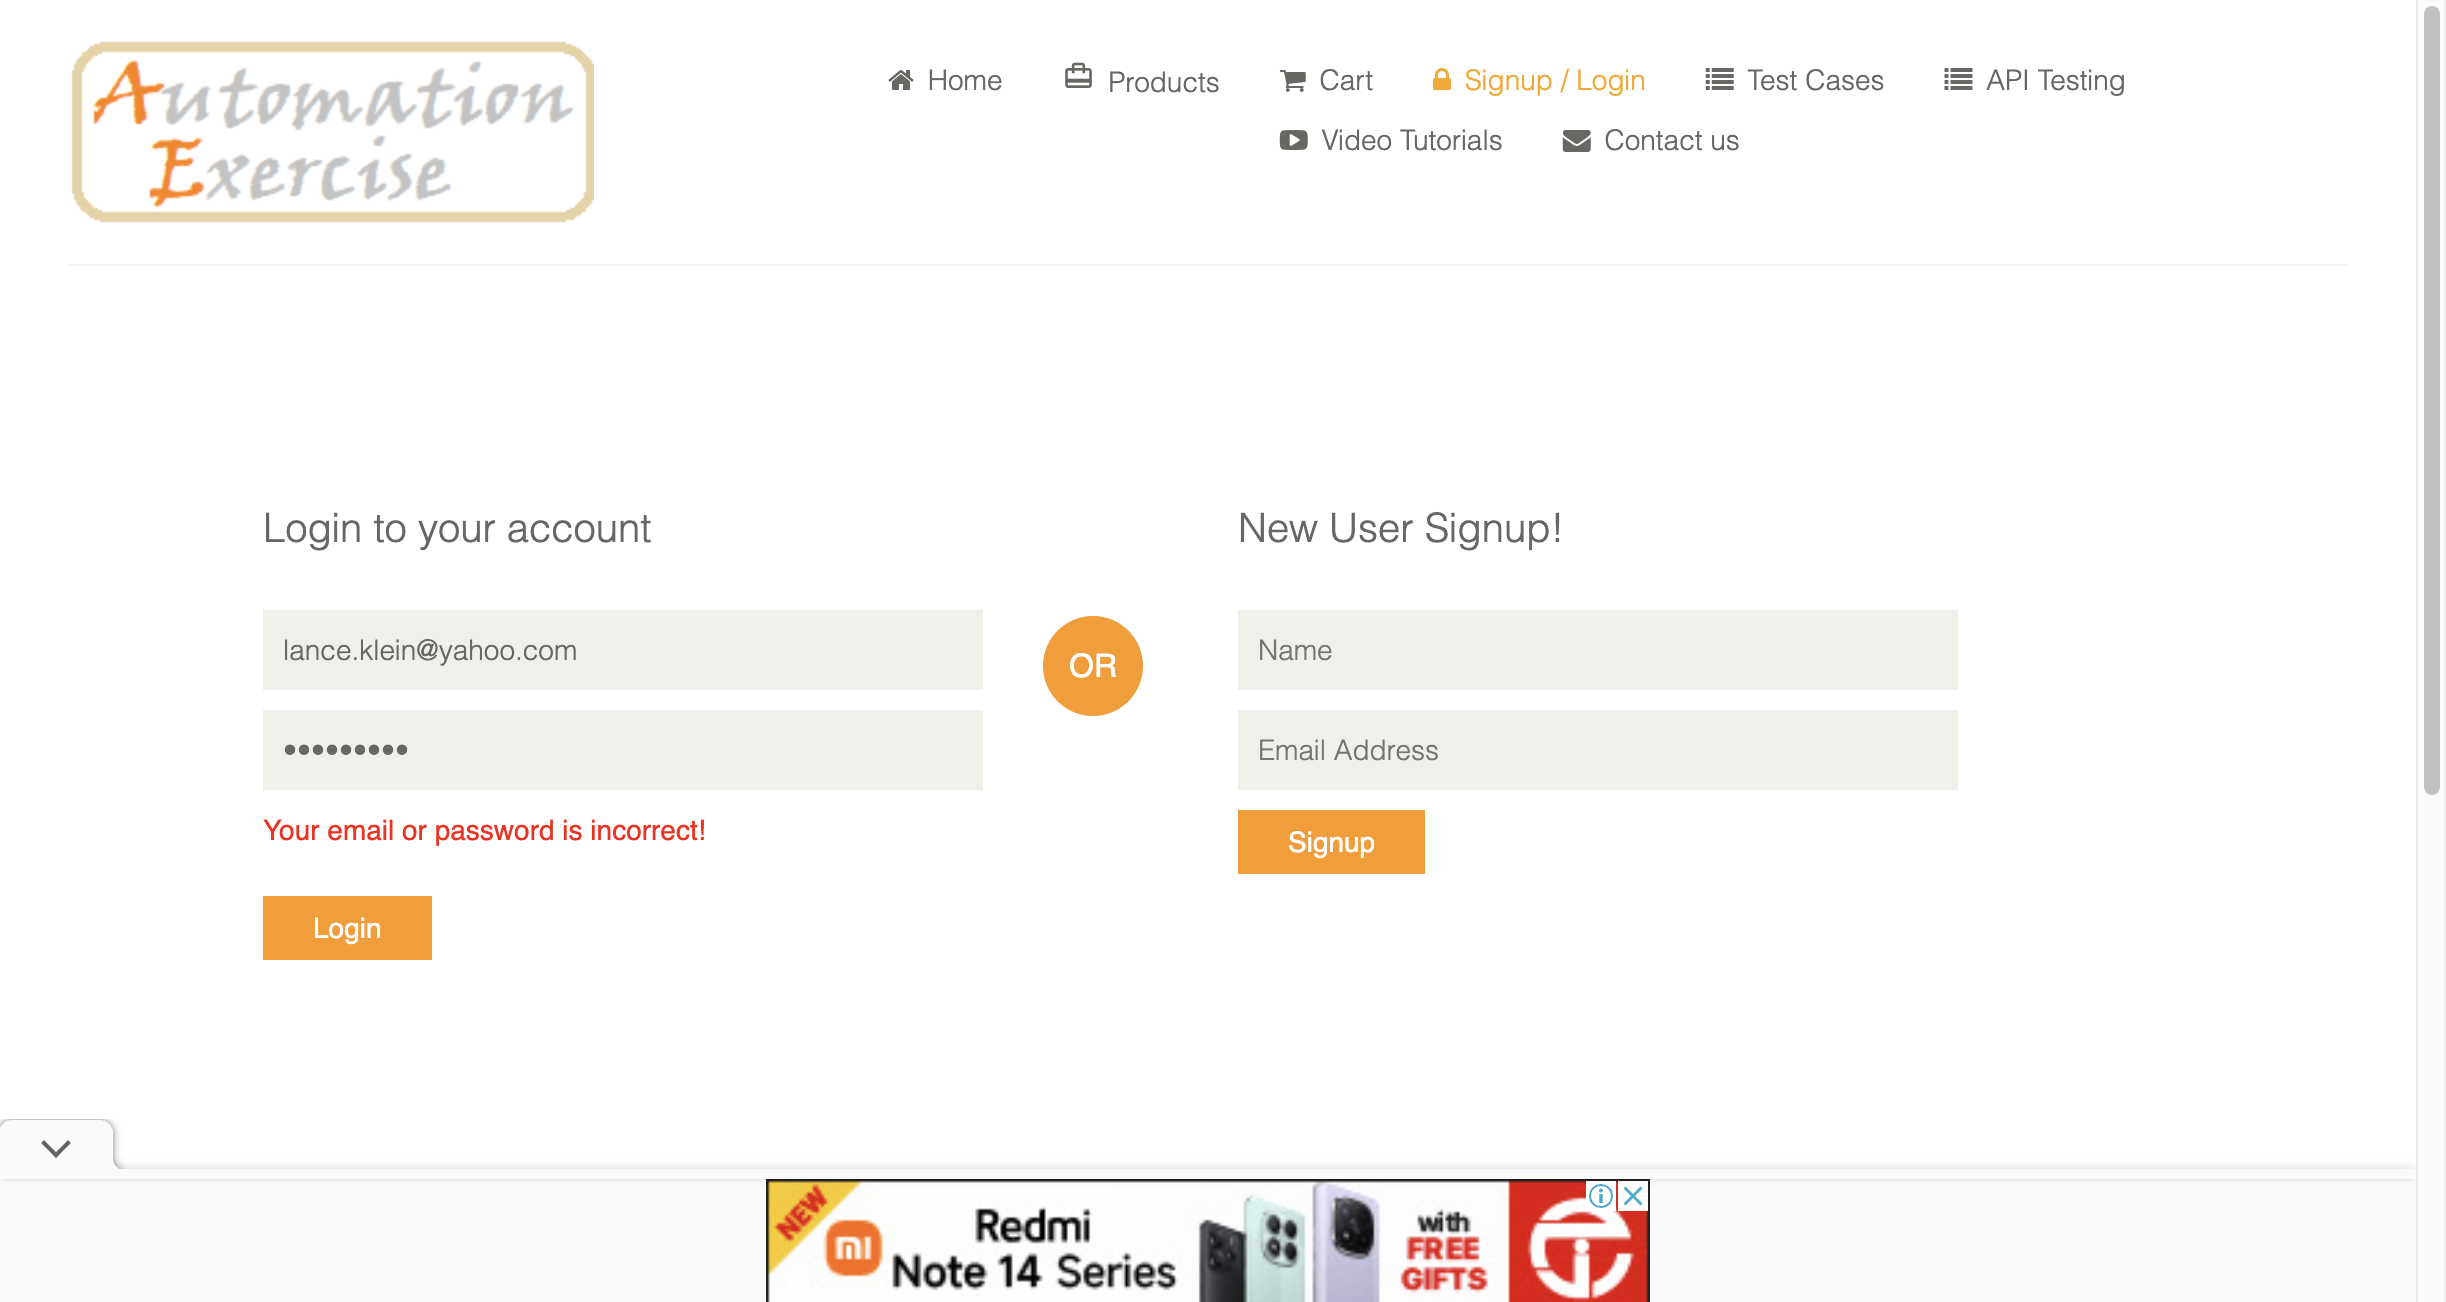 Automation
Exercise
Home Products Cart Signup / Login Test Cases API Testing
Video Tutorials Contact us
Login to your account
lance.klein@yahoo.com
•••••••••
Your email or password is incorrect!
Login
OR
New User Signup!
Name
Email Address
Signup
NEW
mi
Redmi
Note 14 Series
with
FREE
GIFTS